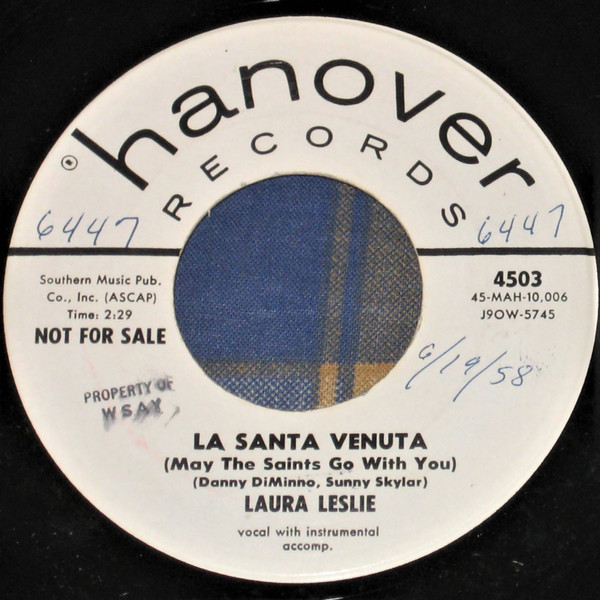 hanover
RECORDS
6447
6447
Southern Music Pub.
Co., Inc. (ASCAP)
Time: 2:29
NOT FOR SALE
4503
45-MAH-10,006
J9OW-5745
6/19/58
PROPERTY OF
WSAY
LA SANTA VENUTA
(May The Saints Go With You)
(Danny DiMinno, Sunny Skylar)
LAURA LESLIE
vocal with instrumental
accomp.